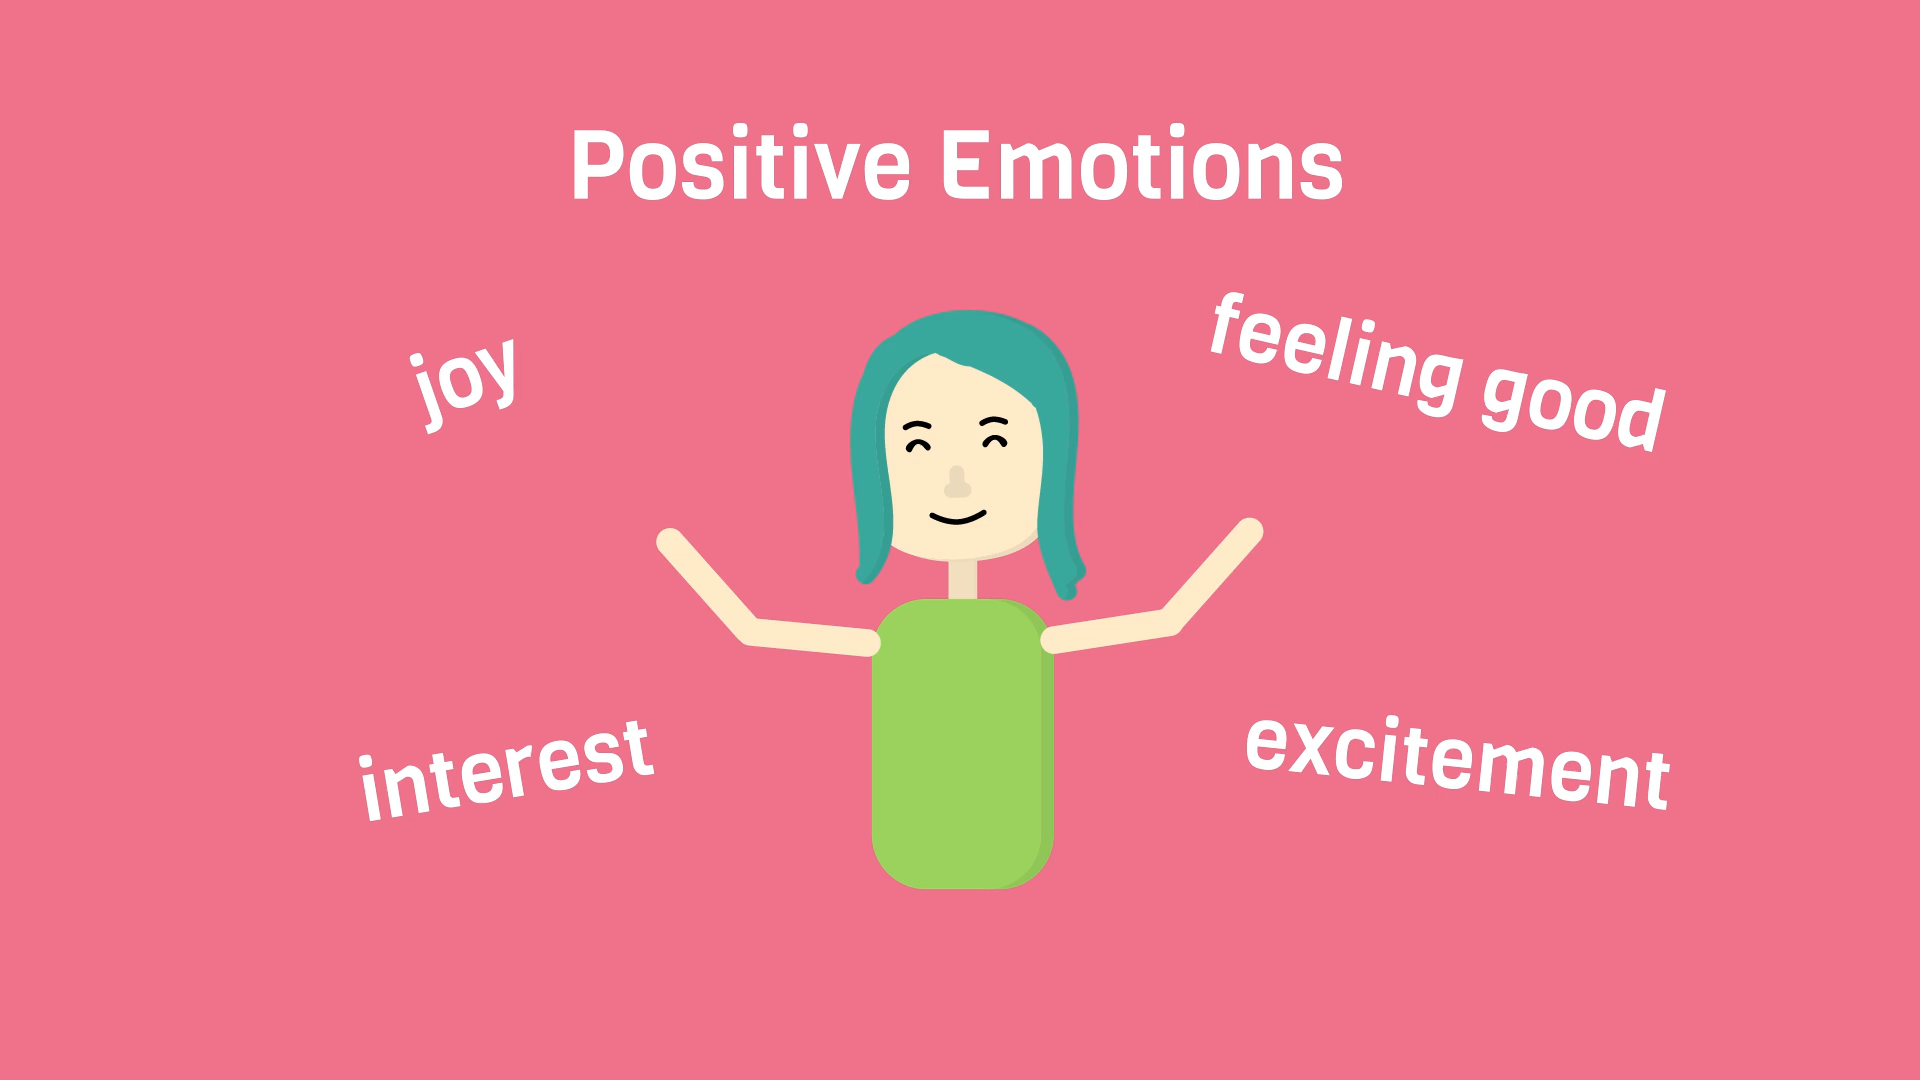 Positive Emotions
joy
feeling good
interest
excitement